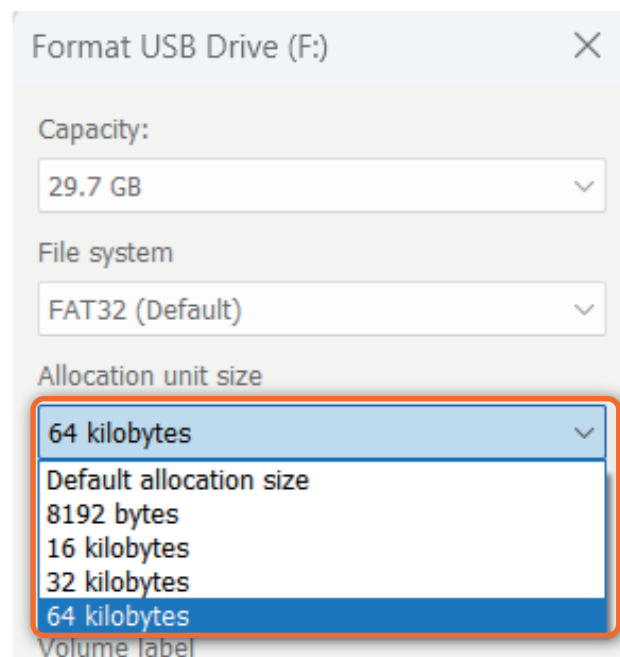 Format USB Drive (F:)
Capacity:
29.7 GB
File system
FAT32 (Default)
Allocation unit size
64 kilobytes
Default allocation size
8192 bytes
16 kilobytes
32 kilobytes
64 kilobytes
Volume label